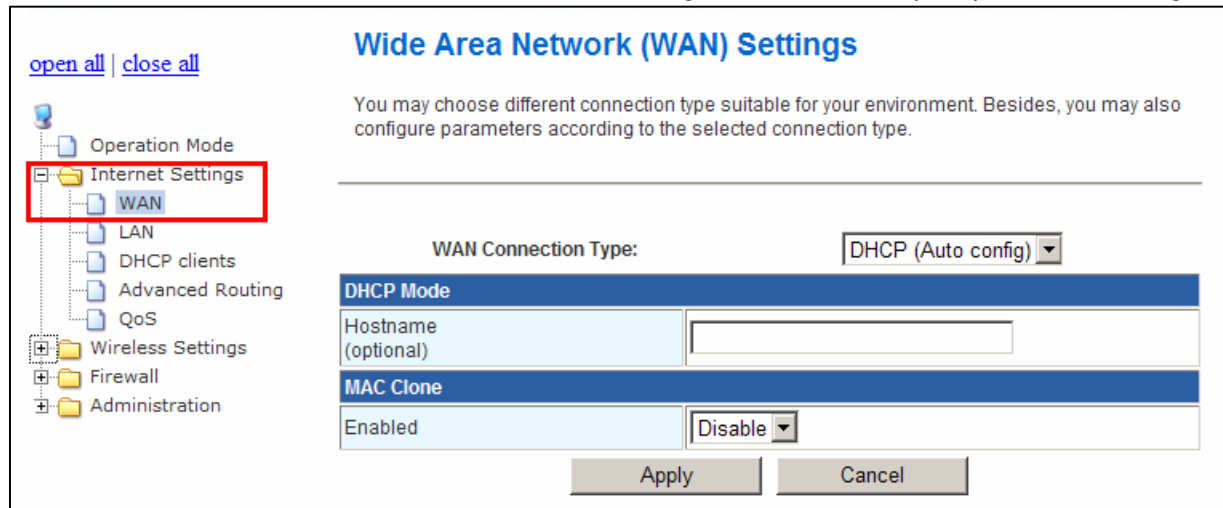 open all | close all
Operation Mode
Internet Settings
WAN
LAN
DHCP clients
Advanced Routing
QoS
Wireless Settings
Firewall
Administration
Wide Area Network (WAN) Settings
You may choose different connection type suitable for your environment. Besides, you may also
configure parameters according to the selected connection type.
WAN Connection Type: DHCP (Auto config)
DHCP Mode
Hostname
(optional)
MAC Clone
Enabled Disable
Apply Cancel